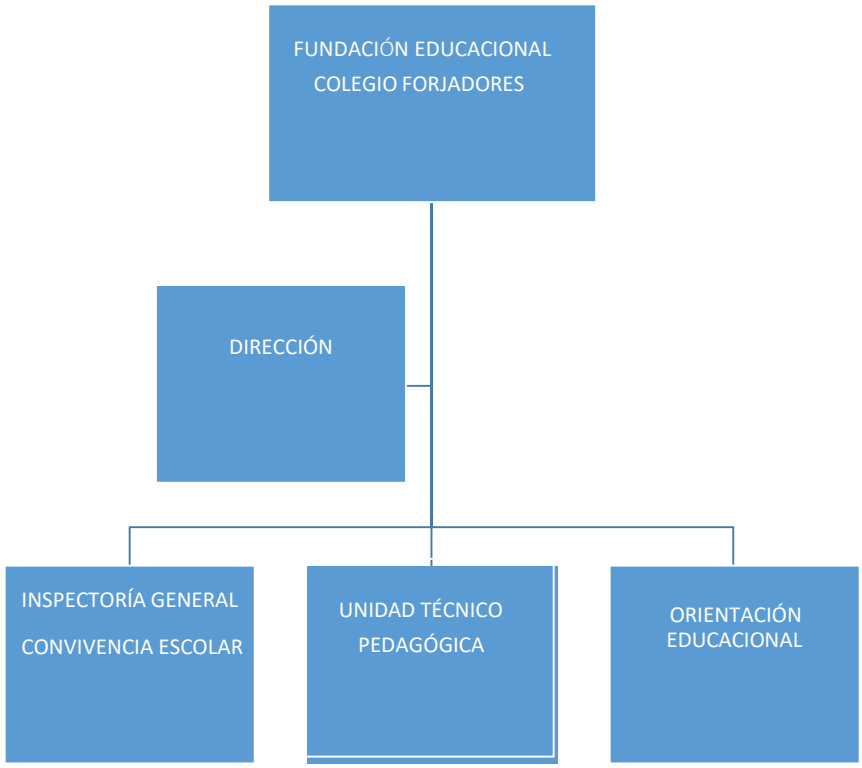 FUNDACIÓN EDUCACIONAL
COLEGIO FORJADORES
DIRECCIÓN
INSPECTORÍA GENERAL
CONVIVENCIA ESCOLAR
UNIDAD TÉCNICO
PEDAGÓGICA
ORIENTACIÓN
EDUCACIONAL